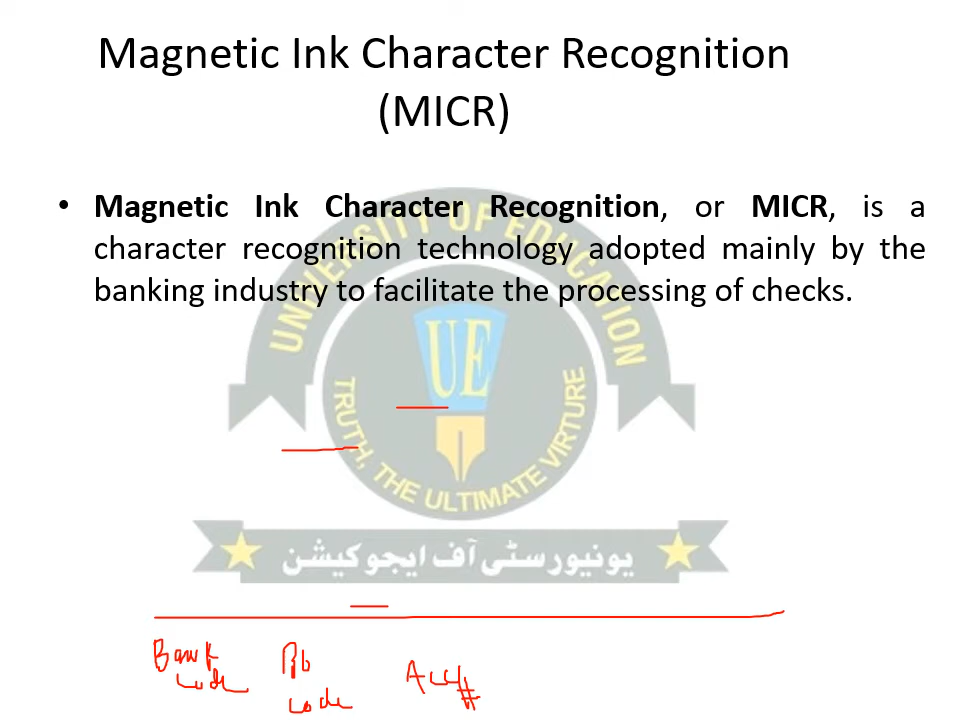 Magnetic Ink Character Recognition
(MICR)
• Magnetic Ink Character Recognition, or MICR, is a
character recognition technology adopted mainly by the
banking industry to facilitate the processing of checks.
UNIVERSITY OF EDUCATION
UE
TRUTH, THE ULTIMATE VIRTURE
یونیورسٹی آف ایجوکیشن
Bank
code
code
Acc#